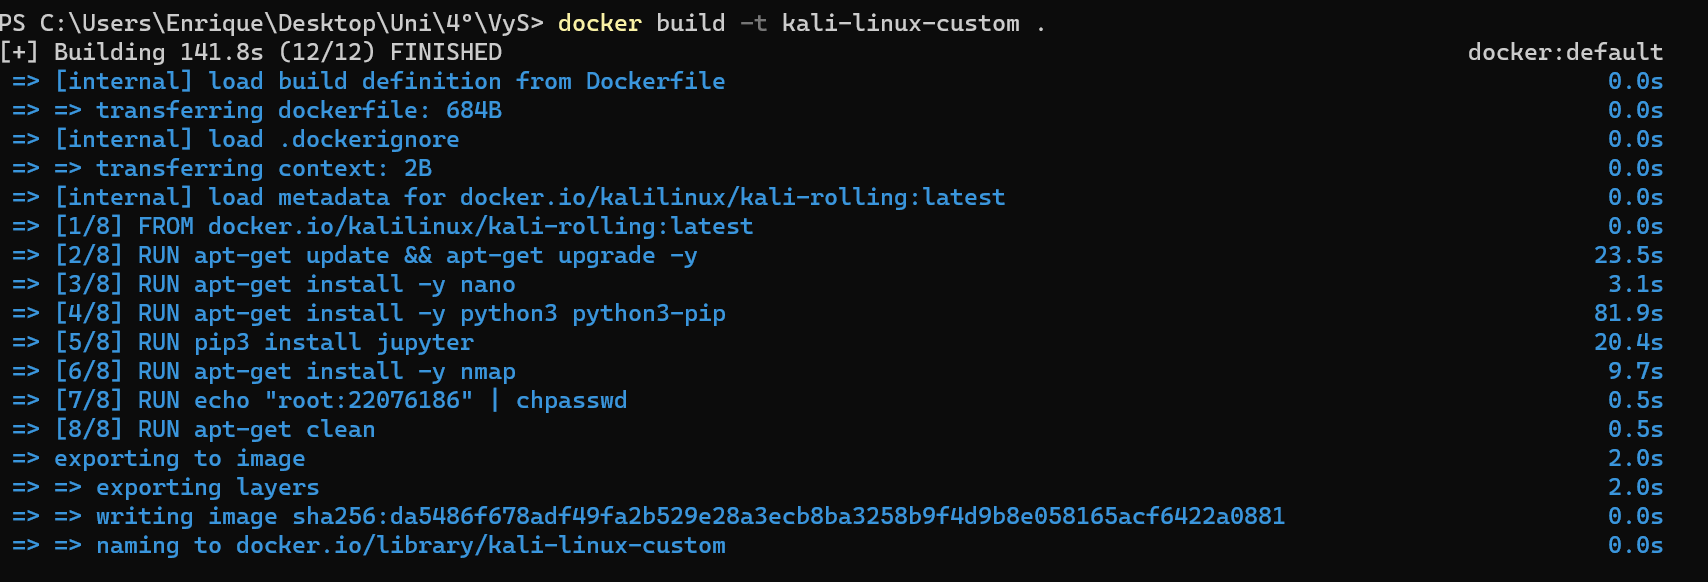 PS C:\Users\Enrique\Desktop\Uni\4º\VyS> docker build -t kali-linux-custom .
[+] Building 141.8s (12/12) FINISHED docker:default
=> [internal] load build definition from Dockerfile 0.0s
=> => transferring dockerfile: 684B 0.0s
=> [internal] load .dockerignore 0.0s
=> => transferring context: 2B 0.0s
=> [internal] load metadata for docker.io/kalilinux/kali-rolling:latest 0.0s
=> [1/8] FROM docker.io/kalilinux/kali-rolling:latest 0.0s
=> [2/8] RUN apt-get update && apt-get upgrade -y 23.5s
=> [3/8] RUN apt-get install -y nano 3.1s
=> [4/8] RUN apt-get install -y python3 python3-pip 81.9s
=> [5/8] RUN pip3 install jupyter 20.4s
=> [6/8] RUN apt-get install -y nmap 9.7s
=> [7/8] RUN echo "root:22076186" | chpasswd 0.5s
=> [8/8] RUN apt-get clean 0.5s
=> exporting to image 2.0s
=> => exporting layers 2.0s
=> => writing image sha256:da5486f678adf49fa2b529e28a3ecb8ba3258b9f4d9b8e058165acf6422a0881 0.0s
=> => naming to docker.io/library/kali-linux-custom 0.0s